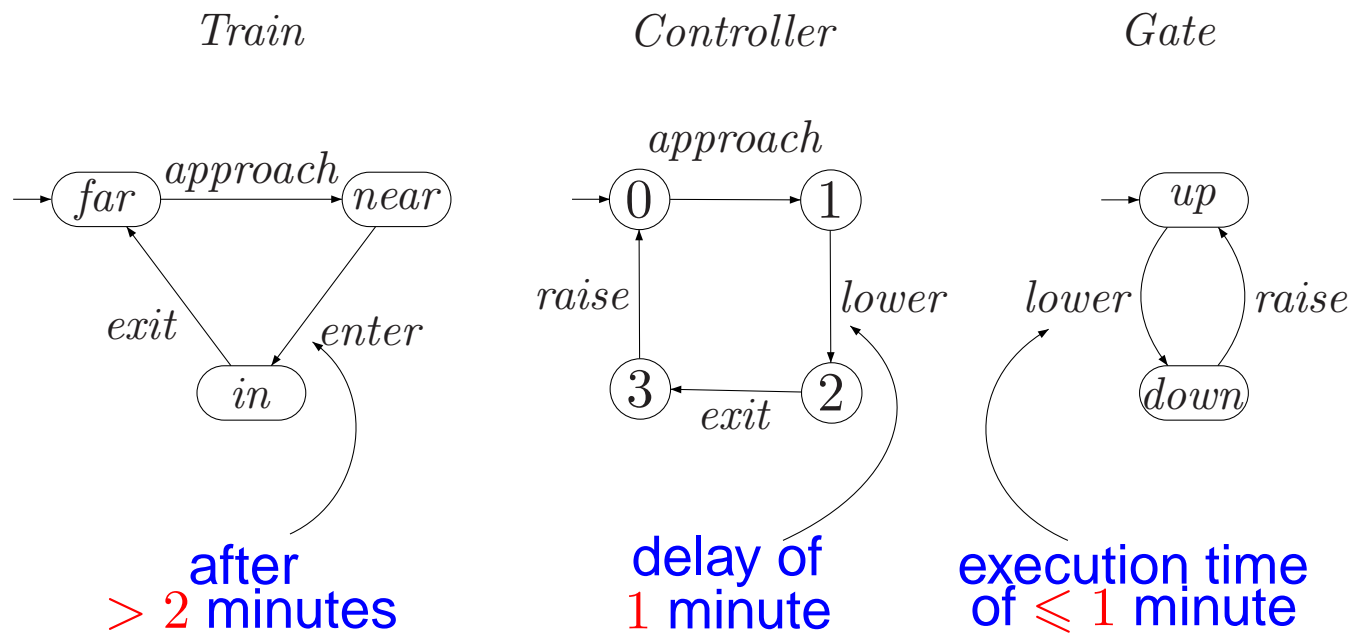 Train
approach
far
near
exit
enter
in
after
> 2 minutes
Controller
approach
0
1
raise
lower
3
2
exit
delay of
1 minute
Gate
up
lower
raise
down
execution time
of ⩽ 1 minute